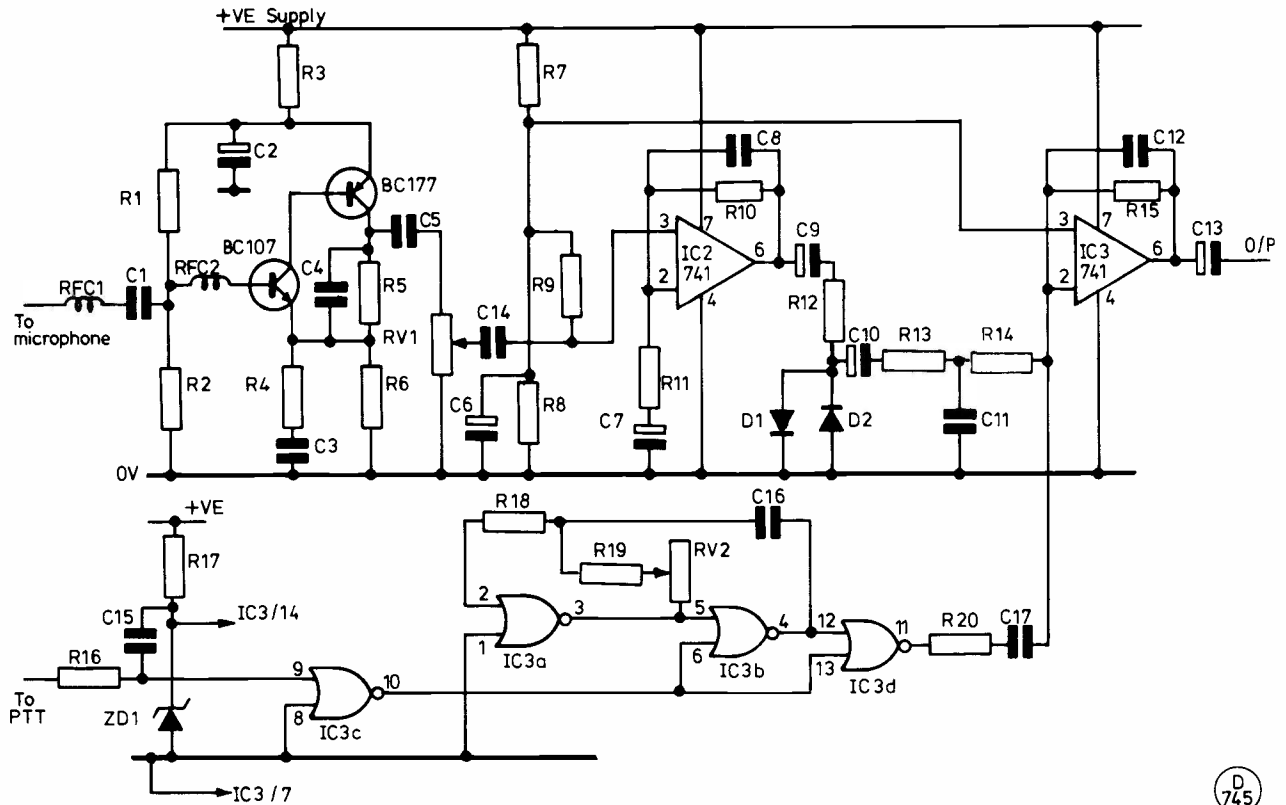 +VE Supply
R3
R7
C2
R1
BC177
C8
R10
C12
R15
C5
BC107
C4
R5
R9
3
7
IC2
741
6
2
4
C9
3
7
IC3
741
6
2
4
C13
O/P
RFC1
C1
RFC2
To
microphone
RV1
C14
R12
C10
R13
R14
R2
R4
R6
C6
R8
R11
C7
D1
D2
C11
C3
0V
+VE
R17
C15
IC3/14
R16
To
PTT
ZD1
9
8
10
IC3c
R18
C16
R19
RV2
2
1
3
IC3a
5
6
4
IC3b
12
13
11
IC3d
R20
C17
IC3/7
D
745